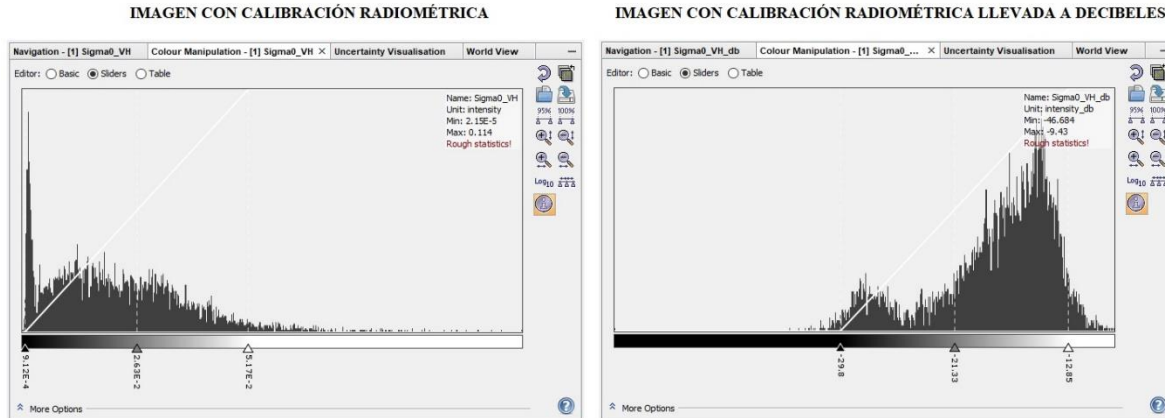 IMAGEN CON CALIBRACIÓN RADIOMÉTRICA
Navigation - [1] Sigma0_VH Colour Manipulation - [1] Sigma0_VH × Uncertainty Visualisation World View
Editor: Basic Sliders Table
Name: Sigma0_VH
Unit: intensity
Min: 2.15E-5
Max: 0.114
Rough statistics!
95% 100%
Log10
9.12E-4
2.63E-2
5.17E-2
More Options
IMAGEN CON CALIBRACIÓN RADIOMÉTRICA LLEVADA A DECIBELES
Navigation - [1] Sigma0_VH_db Colour Manipulation - [1] Sigma0_... × Uncertainty Visualisation World View
Editor: Basic Sliders Table
Name: Sigma0_VH_db
Unit: intensity_db
Min: -46.684
Max: -9.43
Rough statistics!
95% 100%
Log10
-29.8
-21.33
-12.85
More Options